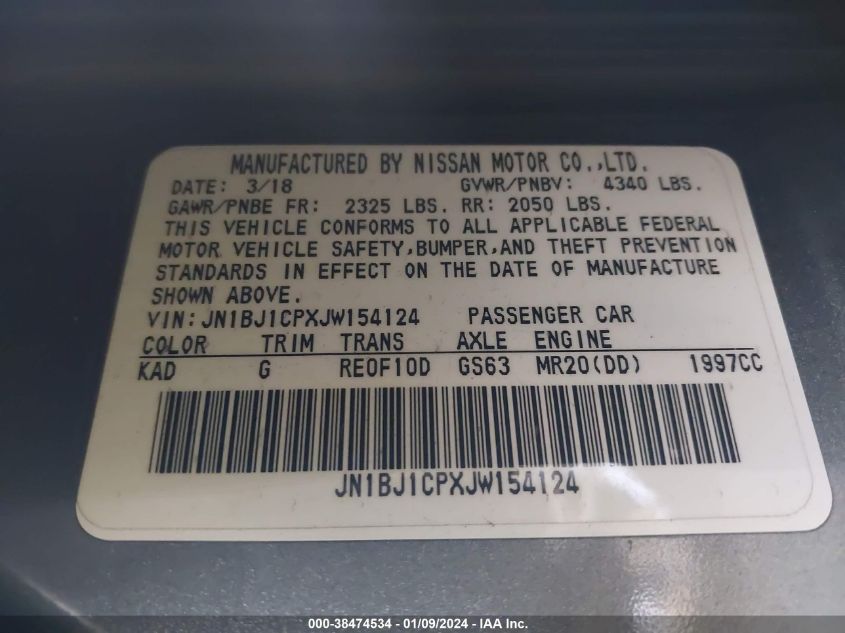 MANUFACTURED BY NISSAN MOTOR CO.,LTD.
DATE: 3/18 GVWR/PNBV: 4340 LBS.
GAWR/PNBE FR: 2325 LBS. RR: 2050 LBS.
THIS VEHICLE CONFORMS TO ALL APPLICABLE FEDERAL
MOTOR VEHICLE SAFETY,BUMPER,AND THEFT PREVENTION
STANDARDS IN EFFECT ON THE DATE OF MANUFACTURE
SHOWN ABOVE.
VIN:JN1BJ1CPXJW154124 PASSENGER CAR
COLOR TRIM TRANS AXLE ENGINE
KAD G RE0F10D GS63 MR20(DD) 1997CC
JN1BJ1CPXJW154124
000-38474534 - 01/09/2024 - IAA Inc.